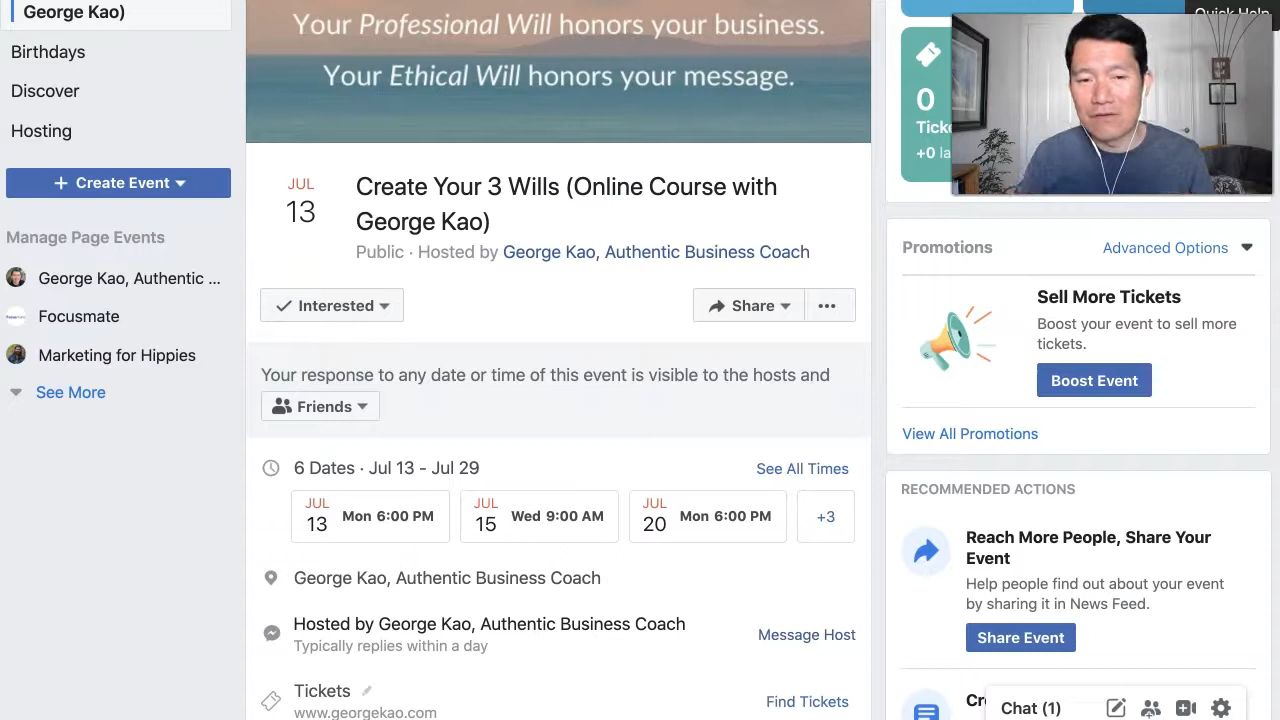 George Kao)
Birthdays
Discover
Hosting
+ Create Event
Manage Page Events
George Kao, Authentic ...
Focusmate
Marketing for Hippies
See More
Your Professional Will honors your business.
Your Ethical Will honors your message.
JUL
13
Create Your 3 Wills (Online Course with
George Kao)
Public · Hosted by George Kao, Authentic Business Coach
Interested
Share
Your response to any date or time of this event is visible to the hosts and
Friends
6 Dates · Jul 13 - Jul 29
See All Times
JUL
13
Mon 6:00 PM
JUL
15
Wed 9:00 AM
JUL
20
Mon 6:00 PM
+3
George Kao, Authentic Business Coach
Hosted by George Kao, Authentic Business Coach
Typically replies within a day
Message Host
Tickets
www.georgekao.com
Find Tickets
Quick Help
0
+0
Promotions
Advanced Options
Sell More Tickets
Boost your event to sell more
tickets.
Boost Event
View All Promotions
RECOMMENDED ACTIONS
Reach More People, Share Your
Event
Help people find out about your event
by sharing it in News Feed.
Share Event
Chat (1)